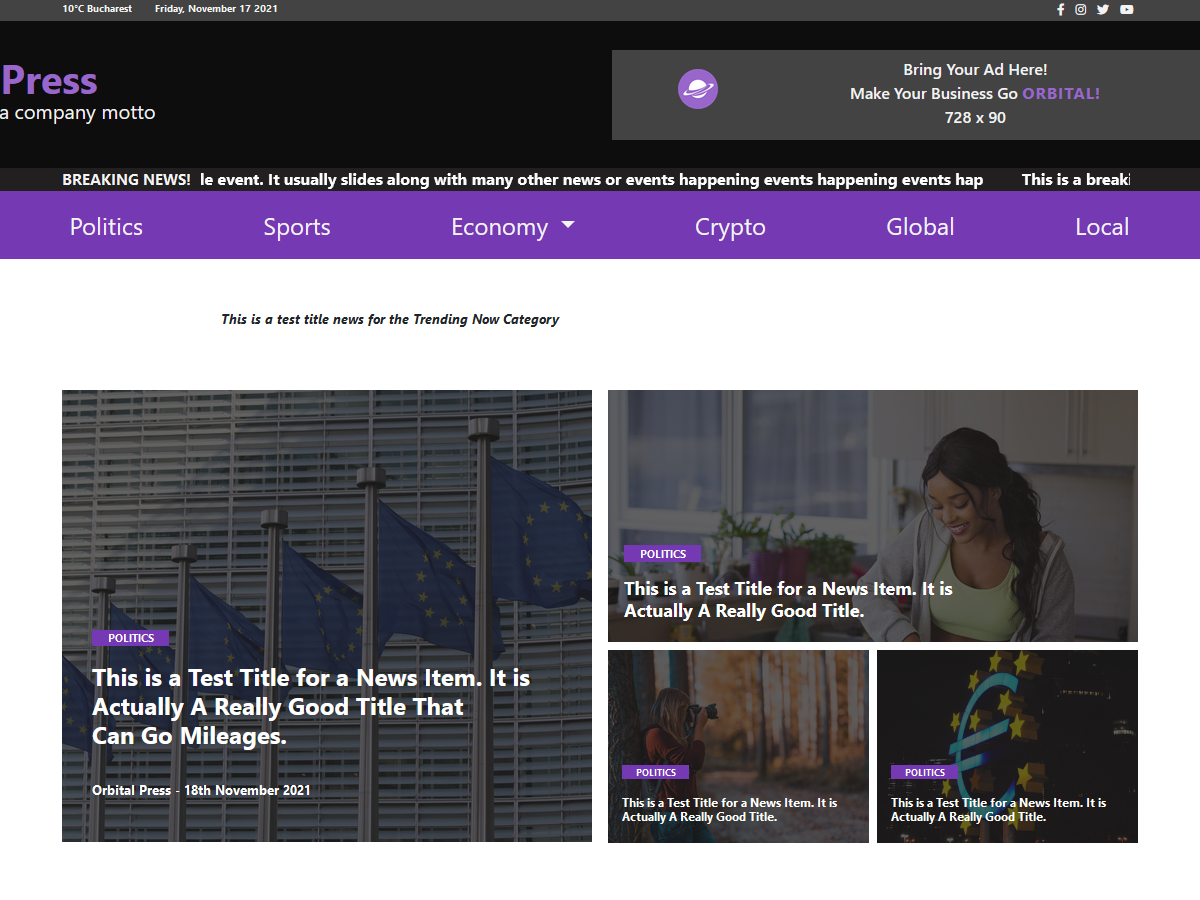 10°C Bucharest Friday, November 17 2021
Press
a company motto
Bring Your Ad Here!
Make Your Business Go ORBITAL!
728 x 90
BREAKING NEWS! le event. It usually slides along with many other news or events happening events happening events hap This is a breaki
Politics Sports Economy Crypto Global Local
This is a test title news for the Trending Now Category
POLITICS
This is a Test Title for a News Item. It is
Actually A Really Good Title That
Can Go Mileages.
Orbital Press - 18th November 2021
POLITICS
This is a Test Title for a News Item. It is
Actually A Really Good Title.
POLITICS
This is a Test Title for a News Item. It is
Actually A Really Good Title.
POLITICS
This is a Test Title for a News Item. It is
Actually A Really Good Title.